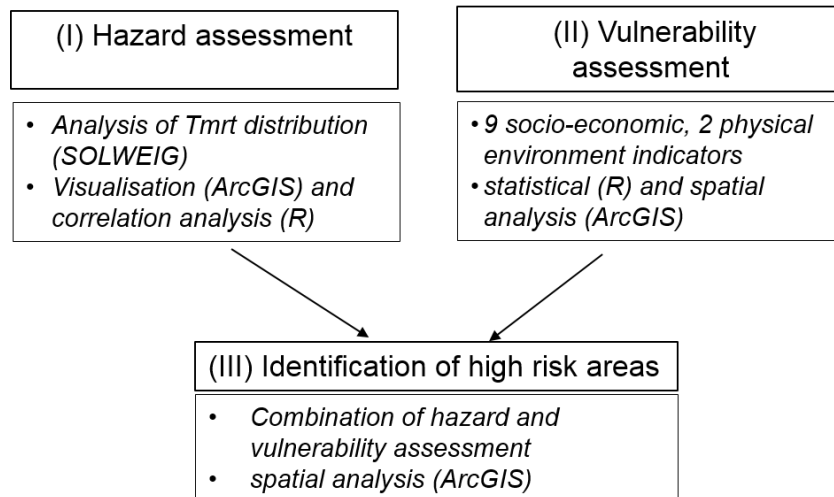 (I) Hazard assessment
• Analysis of Tmrt distribution
(SOLWEIG)
• Visualisation (ArcGIS) and
correlation analysis (R)
(II) Vulnerability
assessment
• 9 socio-economic, 2 physical
environment indicators
• statistical (R) and spatial
analysis (ArcGIS)
(III) Identification of high risk areas
• Combination of hazard and
vulnerability assessment
• spatial analysis (ArcGIS)